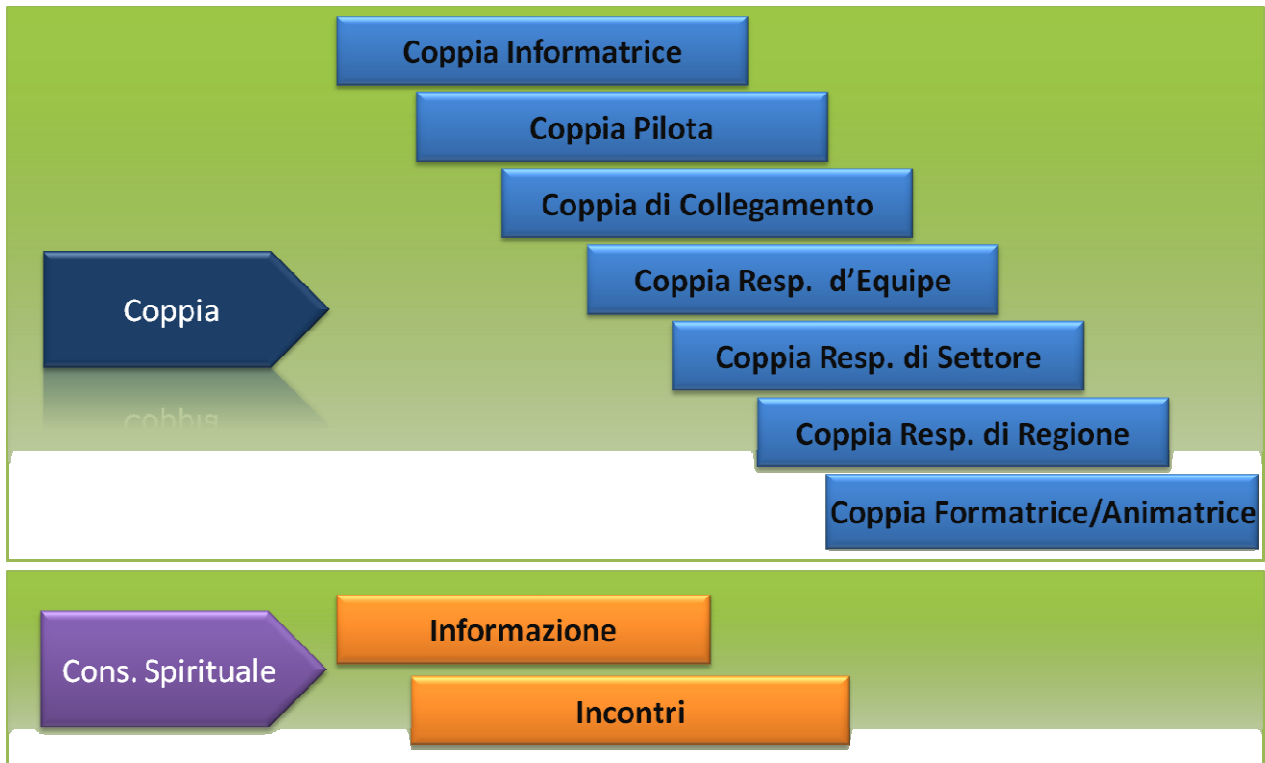 Coppia Informatrice
Coppia Pilota
Coppia di Collegamento
Coppia Resp. d’Equipe
Coppia
Coppia Resp. di Settore
Coppia Resp. di Regione
Coppia Formatrice/Animatrice
Informazione
Cons. Spirituale
Incontri